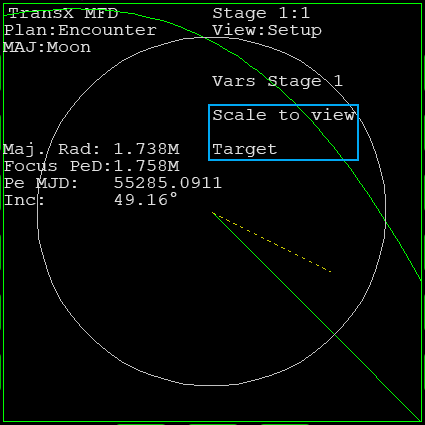 TransX MFD Stage 1:1
Plan:Encounter View:Setup
MAJ:Moon
Vars Stage 1
Scale to view
Maj. Rad: 1.738M Target
Focus PeD:1.758M
Pe MJD: 55285.0911
Inc: 49.16°